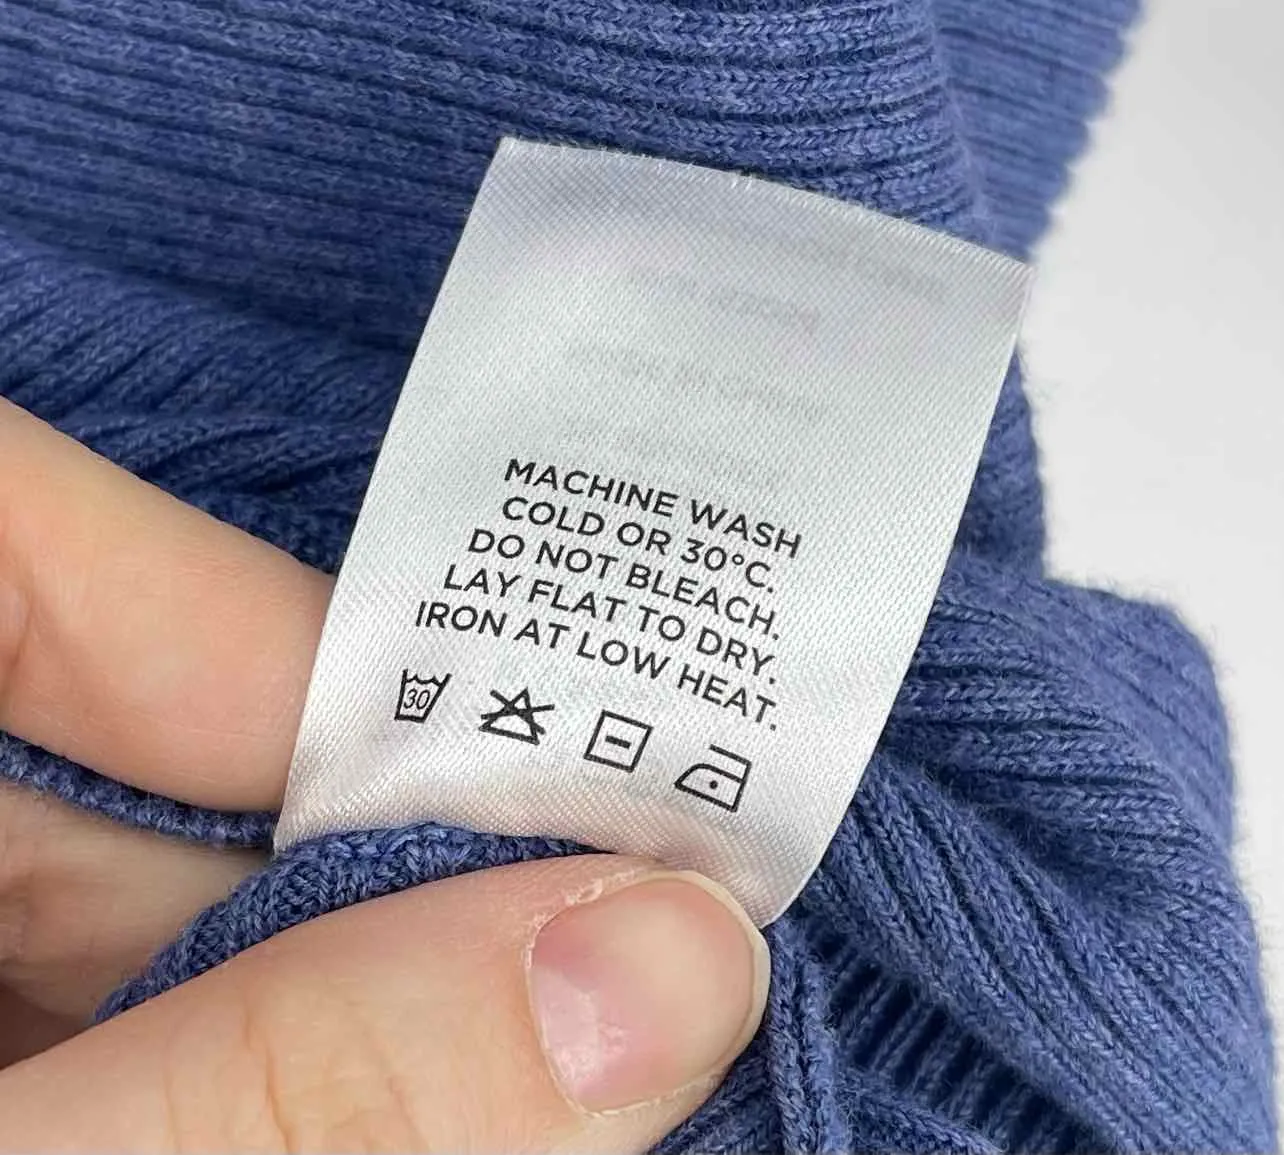 MACHINE WASH
COLD OR 30°C.
DO NOT BLEACH.
LAY FLAT TO DRY.
IRON AT LOW HEAT.
30